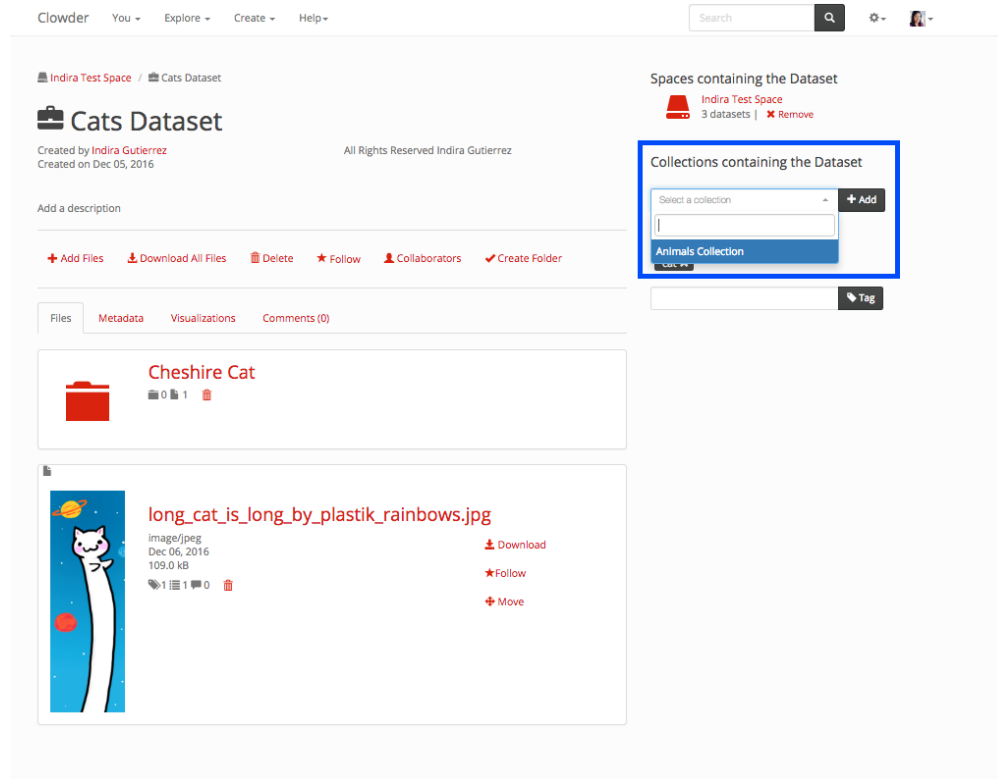 Clowder You Explore Create Help Search
Indira Test Space / Cats Dataset
Cats Dataset
Created by Indira Gutierrez
Created on Dec 05, 2016
All Rights Reserved Indira Gutierrez
Add a description
Add Files Download All Files Delete Follow Collaborators Create Folder
Files Metadata Visualizations Comments (0)
Cheshire Cat
0 1
long_cat_is_long_by_plastik_rainbows.jpg
image/jpeg
Dec 06, 2016
109.0 kB
1 1 0
Download
Follow
Move
Spaces containing the Dataset
Indira Test Space
3 datasets | Remove
Collections containing the Dataset
Select a collection Add
Animals Collection
Tag